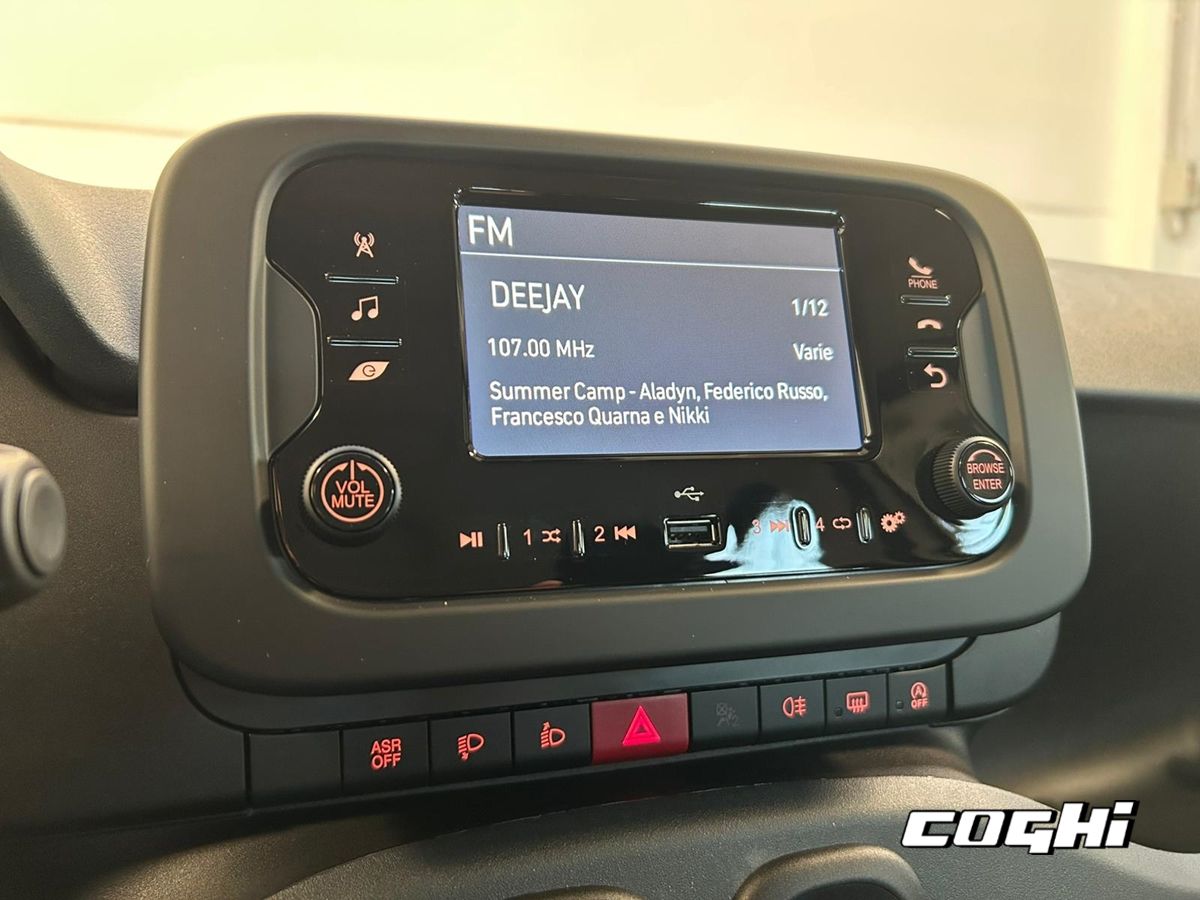 FM
DEEJAY
1/12
107.00 MHz
Varie
Summer Camp - Aladyn, Federico Russo,
Francesco Quarna e Nikki
PHONE
VOL
MUTE
BROWSE
ENTER
1
2
3
4
ASR
OFF
A
OFF
COGHi